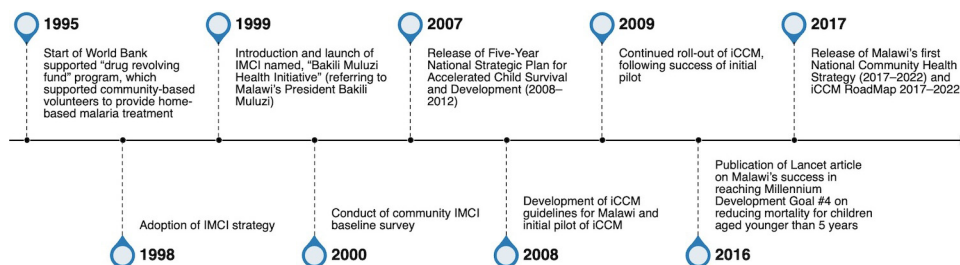 1995
Start of World Bank
supported “drug revolving
fund” program, which
supported community-based
volunteers to provide home-
based malaria treatment
1999
Introduction and launch of
IMCI named, “Bakili Muluzi
Health Initiative” (referring to
Malawi’s President Bakili
Muluzi)
2007
Release of Five-Year
National Strategic Plan for
Accelerated Child Survival
and Development (2008–
2012)
2009
Continued roll-out of iCCM,
following success of initial
pilot
2017
Release of Malawi’s first
National Community Health
Strategy (2017–2022) and
iCCM RoadMap 2017–2022
Adoption of IMCI strategy
1998
Conduct of community IMCI
baseline survey
2000
Development of iCCM
guidelines for Malawi and
initial pilot of iCCM
2008
Publication of Lancet article
on Malawi’s success in
reaching Millennium
Development Goal #4 on
reducing mortality for children
aged younger than 5 years
2016